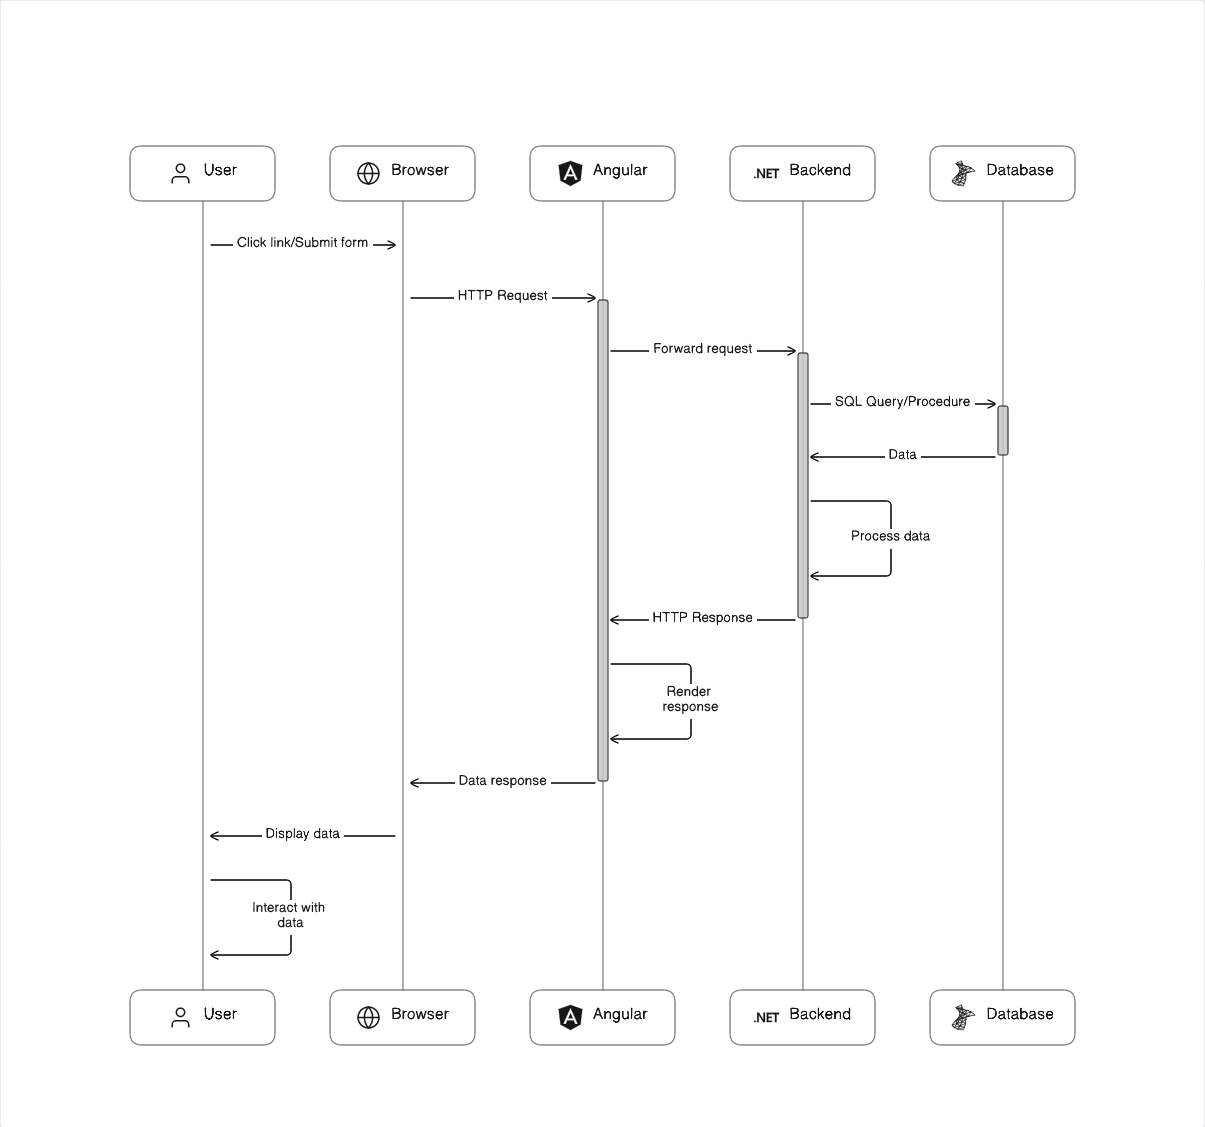 User
Browser
Angular
.NET Backend
Database
Click link/Submit form
HTTP Request
Forward request
SQL Query/Procedure
Data
Process data
HTTP Response
Render
response
Data response
Display data
Interact with
data
User
Browser
Angular
.NET Backend
Database